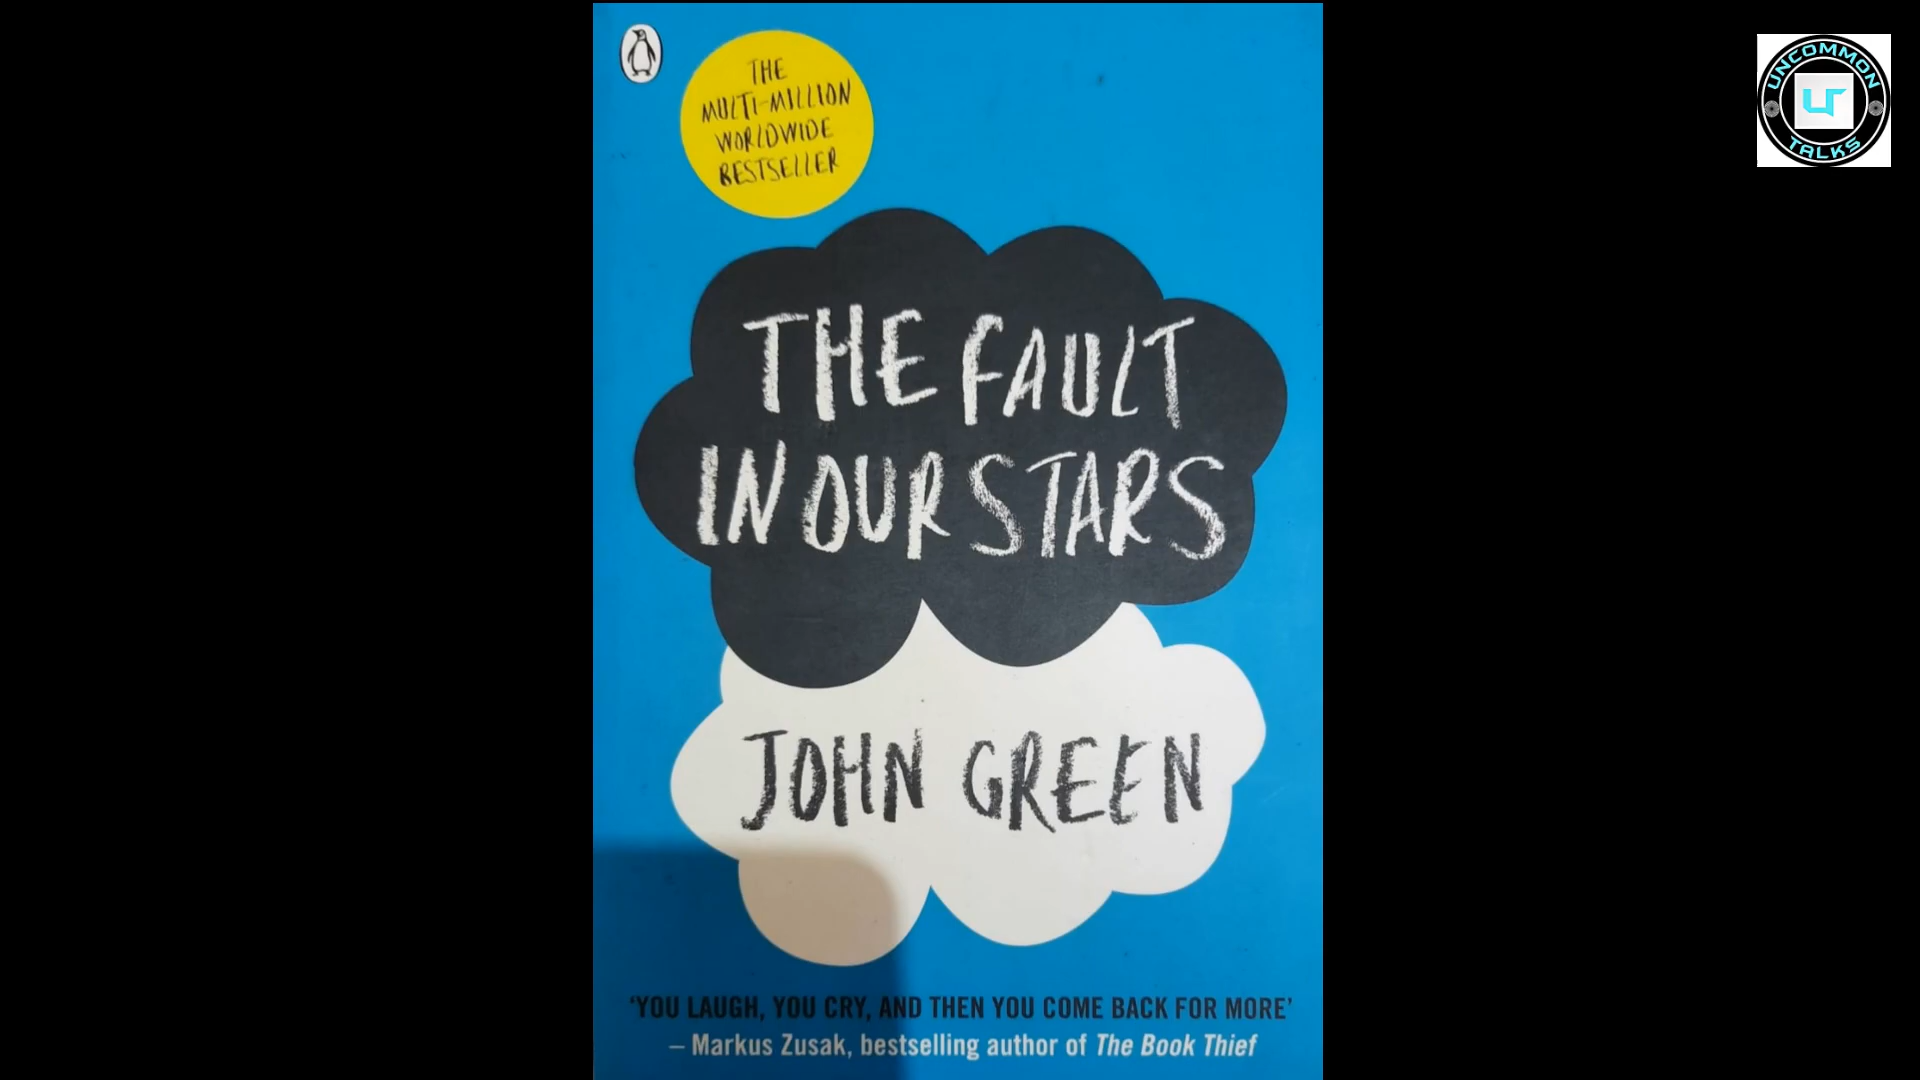 THE
MULTI-MILLION
WORLDWIDE
BESTSELLER
THE FAULT
IN OUR STARS
JOHN GREEN
'YOU LAUGH, YOU CRY, AND THEN YOU COME BACK FOR MORE'
– Markus Zusak, bestselling author of The Book Thief
UNCOMMON
UT
TALKS